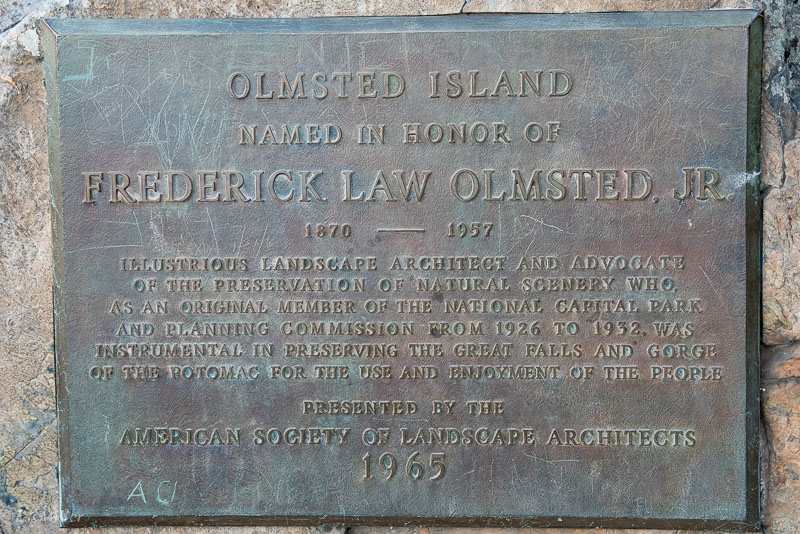 OLMSTED ISLAND
NAMED IN HONOR OF
FREDERICK LAW OLMSTED, JR.
1870 — 1957
ILLUSTRIOUS LANDSCAPE ARCHITECT AND ADVOCATE
OF THE PRESERVATION OF NATURAL SCENERY WHO,
AS AN ORIGINAL MEMBER OF THE NATIONAL CAPITAL PARK
AND PLANNING COMMISSION FROM 1926 TO 1932, WAS
INSTRUMENTAL IN PRESERVING THE GREAT FALLS AND GORGE
OF THE POTOMAC FOR THE USE AND ENJOYMENT OF THE PEOPLE
PRESENTED BY THE
AMERICAN SOCIETY OF LANDSCAPE ARCHITECTS
1965